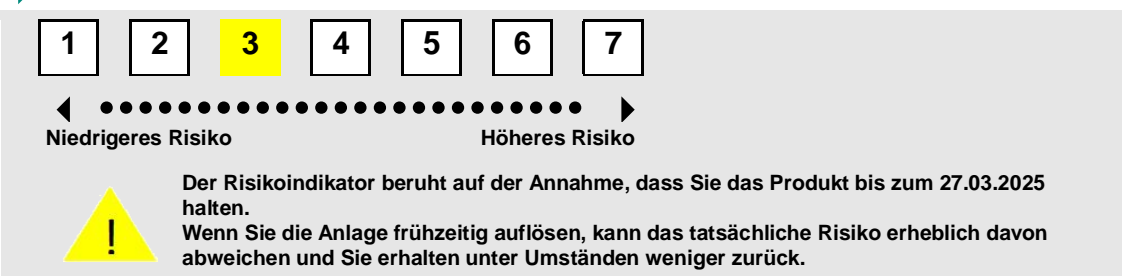 1 2 3 4 5 6 7
Niedrigeres Risiko Höheres Risiko
Der Risikoindikator beruht auf der Annahme, dass Sie das Produkt bis zum 27.03.2025
halten.
Wenn Sie die Anlage frühzeitig auflösen, kann das tatsächliche Risiko erheblich davon
abweichen und Sie erhalten unter Umständen weniger zurück.
!